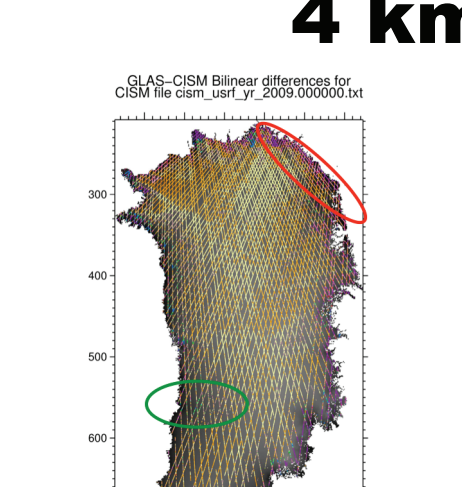 4 km
GLAS−CISM Bilinear differences for
CISM file cism_usrf_yr_2009.000000.txt
300
400
500
600